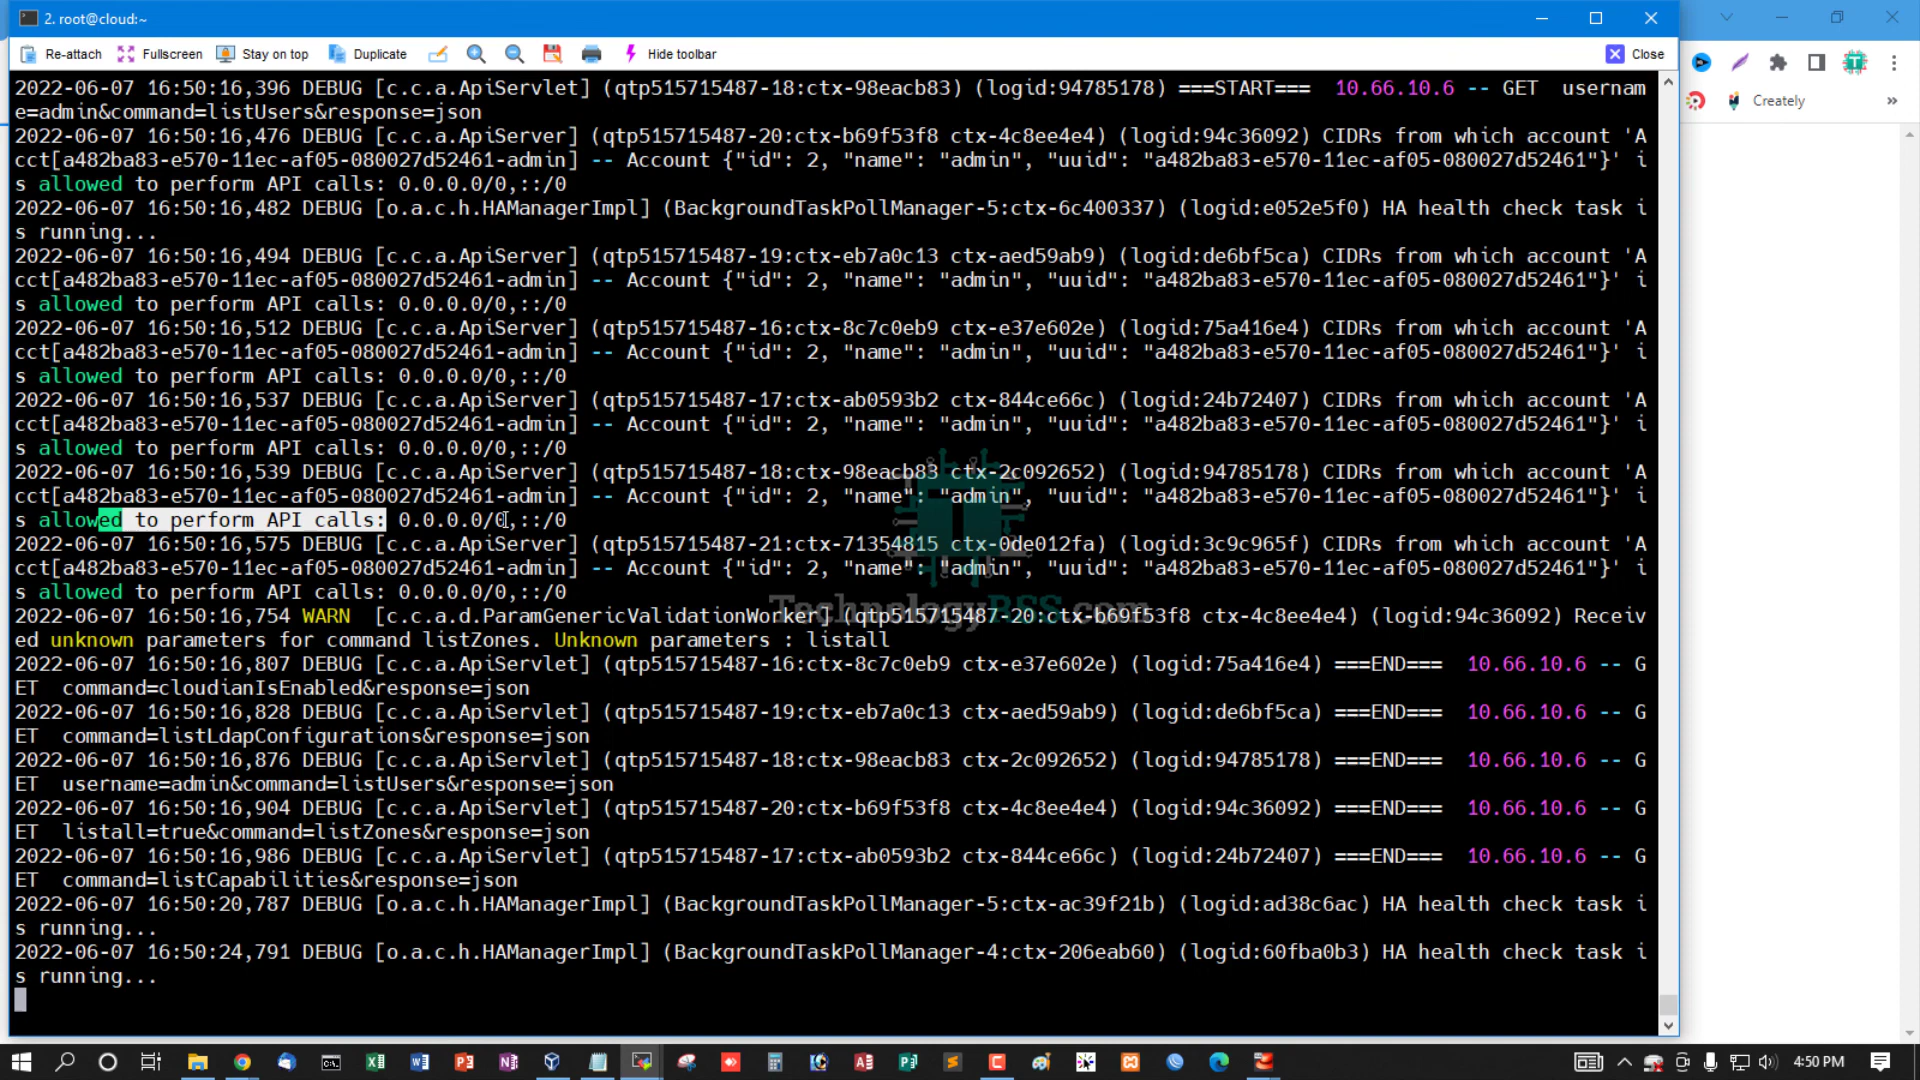 2. root@cloud:~
Re-attach Fullscreen Stay on top Duplicate Hide toolbar Close
Creately »
2022-06-07 16:50:16,396 DEBUG [c.c.a.ApiServlet] (qtp515715487-18:ctx-98eacb83) (logid:94785178) ===START===  10.66.10.6 -- GET  usernam
e=admin&command=listUsers&response=json
2022-06-07 16:50:16,476 DEBUG [c.c.a.ApiServer] (qtp515715487-20:ctx-b69f53f8 ctx-4c8ee4e4) (logid:94c36092) CIDRs from which account 'A
cct[a482ba83-e570-11ec-af05-080027d52461-admin] -- Account {"id": 2, "name": "admin", "uuid": "a482ba83-e570-11ec-af05-080027d52461"}' i
s allowed to perform API calls: 0.0.0.0/0,::/0
2022-06-07 16:50:16,482 DEBUG [o.a.c.h.HAManagerImpl] (BackgroundTaskPollManager-5:ctx-6c400337) (logid:e052e5f0) HA health check task i
s running...
2022-06-07 16:50:16,494 DEBUG [c.c.a.ApiServer] (qtp515715487-19:ctx-eb7a0c13 ctx-aed59ab9) (logid:de6bf5ca) CIDRs from which account 'A
cct[a482ba83-e570-11ec-af05-080027d52461-admin] -- Account {"id": 2, "name": "admin", "uuid": "a482ba83-e570-11ec-af05-080027d52461"}' i
s allowed to perform API calls: 0.0.0.0/0,::/0
2022-06-07 16:50:16,512 DEBUG [c.c.a.ApiServer] (qtp515715487-16:ctx-8c7c0eb9 ctx-e37e602e) (logid:75a416e4) CIDRs from which account 'A
cct[a482ba83-e570-11ec-af05-080027d52461-admin] -- Account {"id": 2, "name": "admin", "uuid": "a482ba83-e570-11ec-af05-080027d52461"}' i
s allowed to perform API calls: 0.0.0.0/0,::/0
2022-06-07 16:50:16,537 DEBUG [c.c.a.ApiServer] (qtp515715487-17:ctx-ab0593b2 ctx-844ce66c) (logid:24b72407) CIDRs from which account 'A
cct[a482ba83-e570-11ec-af05-080027d52461-admin] -- Account {"id": 2, "name": "admin", "uuid": "a482ba83-e570-11ec-af05-080027d52461"}' i
s allowed to perform API calls: 0.0.0.0/0,::/0
2022-06-07 16:50:16,539 DEBUG [c.c.a.ApiServer] (qtp515715487-18:ctx-98eacb83 ctx-2c092652) (logid:94785178) CIDRs from which account 'A
cct[a482ba83-e570-11ec-af05-080027d52461-admin] -- Account {"id": 2, "name": "admin", "uuid": "a482ba83-e570-11ec-af05-080027d52461"}' i
s allowed to perform API calls: 0.0.0.0/0,::/0
2022-06-07 16:50:16,575 DEBUG [c.c.a.ApiServer] (qtp515715487-21:ctx-71354815 ctx-0de012fa) (logid:3c9c965f) CIDRs from which account 'A
cct[a482ba83-e570-11ec-af05-080027d52461-admin] -- Account {"id": 2, "name": "admin", "uuid": "a482ba83-e570-11ec-af05-080027d52461"}' i
s allowed to perform API calls: 0.0.0.0/0,::/0
TechnologyRSS.com
2022-06-07 16:50:16,754 WARN  [c.c.a.d.ParamGenericValidationWorker] (qtp515715487-20:ctx-b69f53f8 ctx-4c8ee4e4) (logid:94c36092) Receiv
ed unknown parameters for command listZones. Unknown parameters : listall
2022-06-07 16:50:16,807 DEBUG [c.c.a.ApiServlet] (qtp515715487-16:ctx-8c7c0eb9 ctx-e37e602e) (logid:75a416e4) ===END===  10.66.10.6 -- G
ET  command=cloudianIsEnabled&response=json
2022-06-07 16:50:16,828 DEBUG [c.c.a.ApiServlet] (qtp515715487-19:ctx-eb7a0c13 ctx-aed59ab9) (logid:de6bf5ca) ===END===  10.66.10.6 -- G
ET  command=listLdapConfigurations&response=json
2022-06-07 16:50:16,876 DEBUG [c.c.a.ApiServlet] (qtp515715487-18:ctx-98eacb83 ctx-2c092652) (logid:94785178) ===END===  10.66.10.6 -- G
ET  username=admin&command=listUsers&response=json
2022-06-07 16:50:16,904 DEBUG [c.c.a.ApiServlet] (qtp515715487-20:ctx-b69f53f8 ctx-4c8ee4e4) (logid:94c36092) ===END===  10.66.10.6 -- G
ET  listall=true&command=listZones&response=json
2022-06-07 16:50:16,986 DEBUG [c.c.a.ApiServlet] (qtp515715487-17:ctx-ab0593b2 ctx-844ce66c) (logid:24b72407) ===END===  10.66.10.6 -- G
ET  command=listCapabilities&response=json
2022-06-07 16:50:20,787 DEBUG [o.a.c.h.HAManagerImpl] (BackgroundTaskPollManager-5:ctx-ac39f21b) (logid:ad38c6ac) HA health check task i
s running...
2022-06-07 16:50:24,791 DEBUG [o.a.c.h.HAManagerImpl] (BackgroundTaskPollManager-4:ctx-206eab60) (logid:60fba0b3) HA health check task i
s running...
4:50 PM